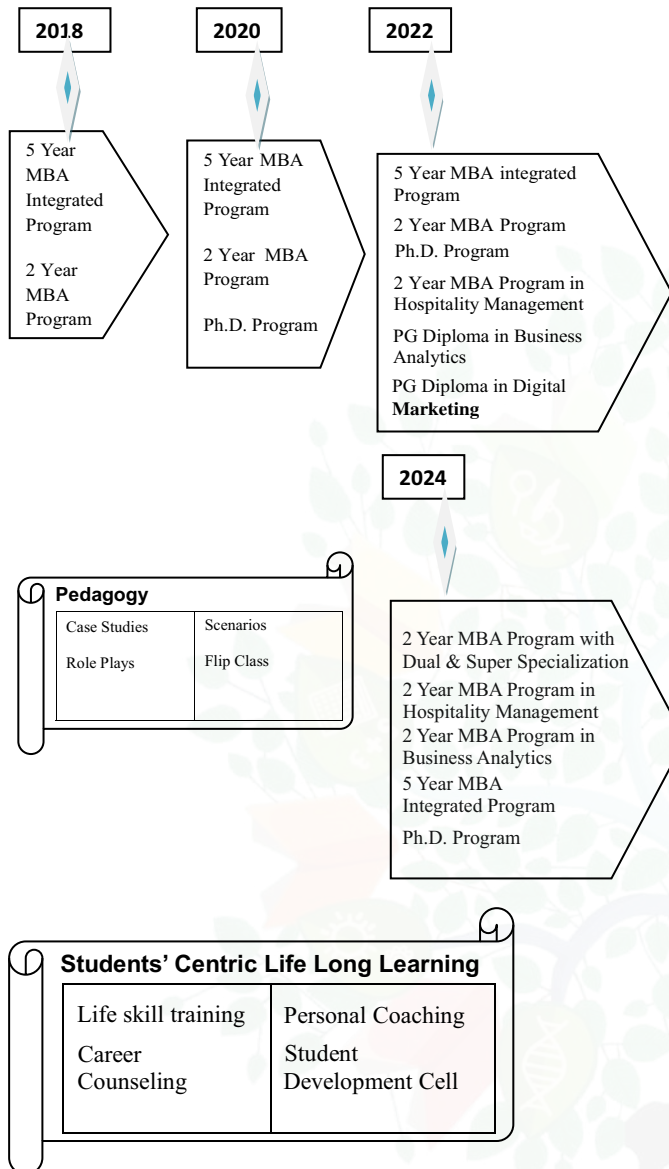 2018
5 Year
MBA
Integrated
Program
2 Year
MBA
Program
2020
5 Year MBA
Integrated
Program
2 Year MBA
Program
Ph.D. Program
2022
5 Year MBA integrated
Program
2 Year MBA Program
Ph.D. Program
2 Year MBA Program in
Hospitality Management
PG Diploma in Business
Analytics
PG Diploma in Digital
Marketing
2024
2 Year MBA Program with
Dual & Super Specialization
2 Year MBA Program in
Hospitality Management
2 Year MBA Program in
Business Analytics
5 Year MBA
Integrated Program
Ph.D. Program
Pedagogy
Case Studies
Role Plays
Scenarios
Flip Class
Students’ Centric Life Long Learning
Life skill training
Career
Counseling
Personal Coaching
Student
Development Cell